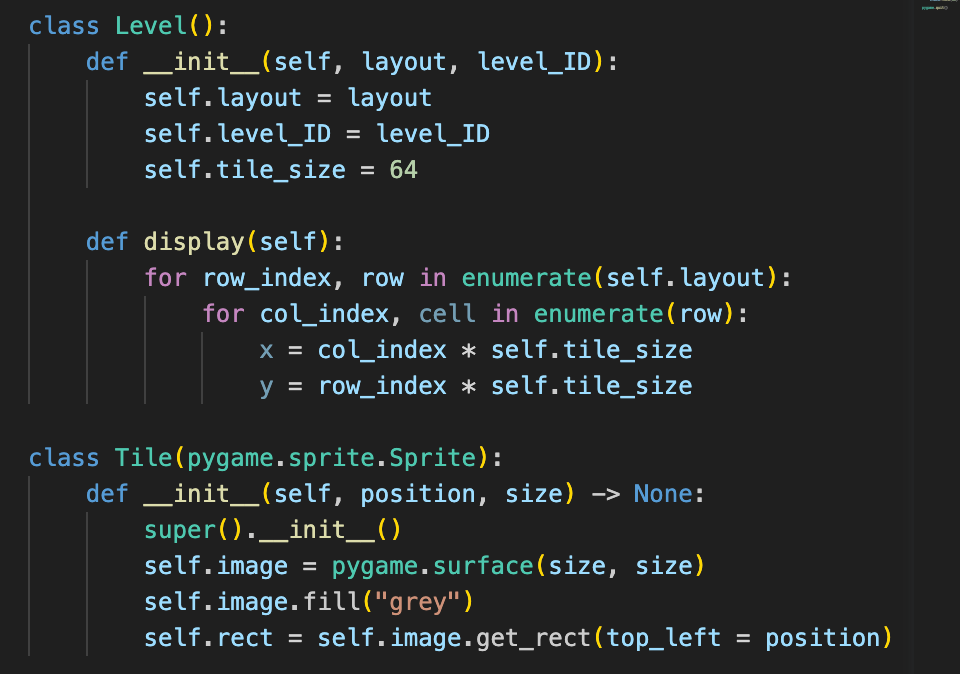 class Level():
def __init__(self, layout, level_ID):
self.layout = layout
self.level_ID = level_ID
self.tile_size = 64
def display(self):
for row_index, row in enumerate(self.layout):
for col_index, cell in enumerate(row):
x = col_index * self.tile_size
y = row_index * self.tile_size
class Tile(pygame.sprite.Sprite):
def __init__(self, position, size) -> None:
super().__init__()
self.image = pygame.surface(size, size)
self.image.fill("grey")
self.rect = self.image.get_rect(top_left = position)